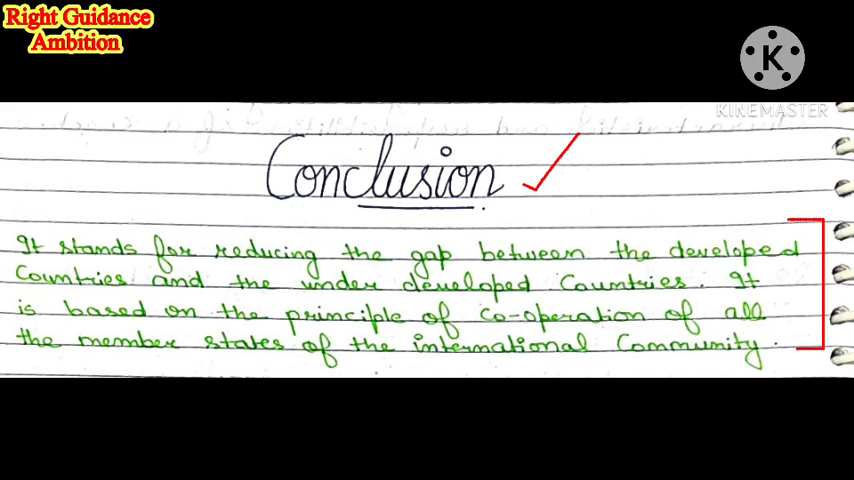 Right Guidance
Ambition
K
KINEMASTER
Conclusion
It stands for reducing the gap between the developed
Countries and the under developed Countries. It
is based on the principle of co-operation of all
the member states of the international Community.